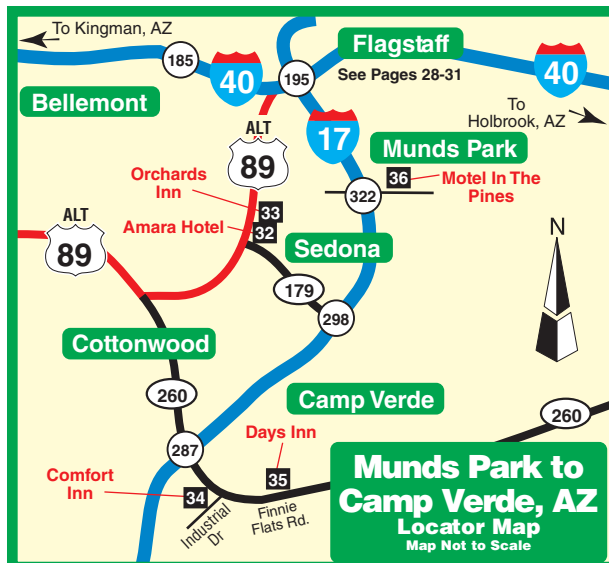 To Kingman, AZ
185
40
195
Flagstaff
See Pages 28-31
40
Bellemont
To
Holbrook, AZ
17
ALT
89
Munds Park
36
Motel In The
Pines
322
Orchards
Inn
33
Amara Hotel
32
Sedona
ALT
89
N
179
298
Cottonwood
260
Camp Verde
260
287
Days Inn
35
Comfort
Inn
34
Industrial
Dr
Finnie
Flats Rd.
Munds Park to
Camp Verde, AZ
Locator Map
Map Not to Scale